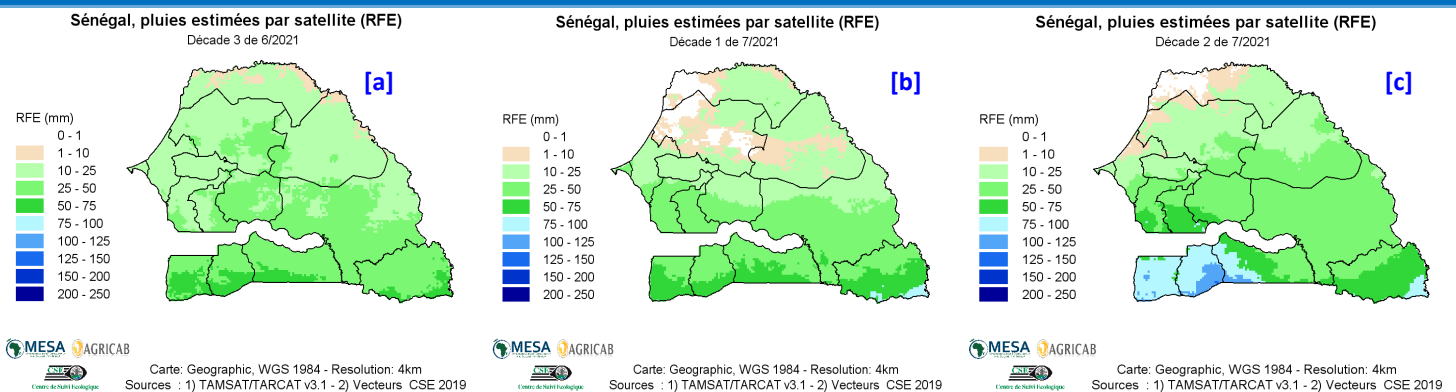 Sénégal, pluies estimées par satellite (RFE)
Décade 3 de 6/2021
[a]
RFE (mm)
0 - 1
1 - 10
10 - 25
25 - 50
50 - 75
75 - 100
100 - 125
125 - 150
150 - 200
200 - 250
MESA
AGRICAB
CSE
Centre de Suivi Ecologique
Carte: Geographic, WGS 1984 - Resolution: 4km
Sources : 1) TAMSAT/TARCAT v3.1 - 2) Vecteurs CSE 2019
Sénégal, pluies estimées par satellite (RFE)
Décade 1 de 7/2021
[b]
RFE (mm)
0 - 1
1 - 10
10 - 25
25 - 50
50 - 75
75 - 100
100 - 125
125 - 150
150 - 200
200 - 250
MESA
AGRICAB
CSE
Centre de Suivi Ecologique
Carte: Geographic, WGS 1984 - Resolution: 4km
Sources : 1) TAMSAT/TARCAT v3.1 - 2) Vecteurs CSE 2019
Sénégal, pluies estimées par satellite (RFE)
Décade 2 de 7/2021
[c]
RFE (mm)
0 - 1
1 - 10
10 - 25
25 - 50
50 - 75
75 - 100
100 - 125
125 - 150
150 - 200
200 - 250
MESA
AGRICAB
CSE
Centre de Suivi Ecologique
Carte: Geographic, WGS 1984 - Resolution: 4km
Sources : 1) TAMSAT/TARCAT v3.1 - 2) Vecteurs CSE 2019